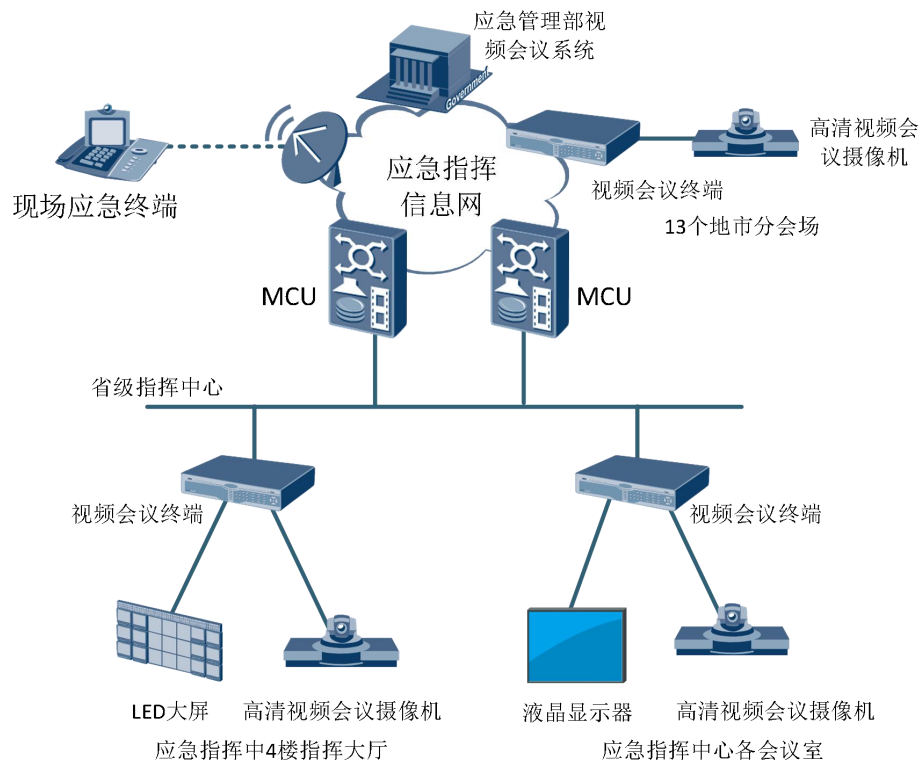 应急管理部视
频会议系统
Government
高清视频会
议摄像机
应急指挥
信息网
视频会议终端
现场应急终端
13个地市分会场
MCU
MCU
省级指挥中心
视频会议终端
视频会议终端
LED大屏
高清视频会议摄像机
液晶显示器
高清视频会议摄像机
应急指挥中4楼指挥大厅
应急指挥中心各会议室